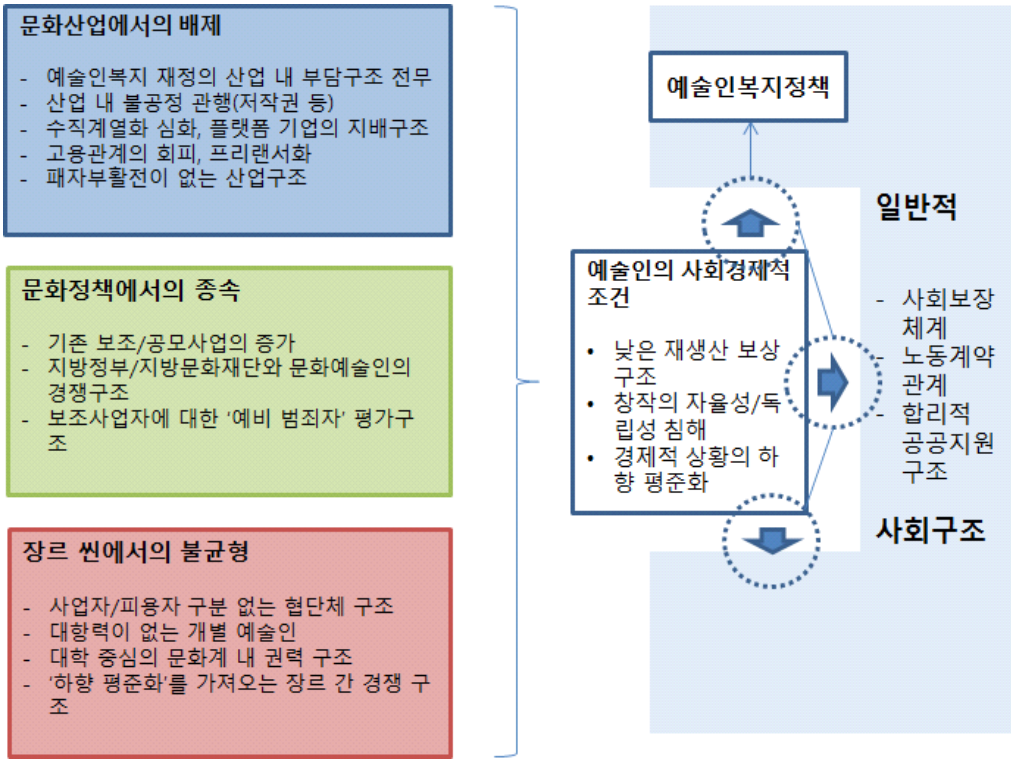 문화산업에서의 배제
- 예술인복지 재정의 산업 내 부담구조 전무
- 산업 내 불공정 관행(저작권 등)
- 수직계열화 심화, 플랫폼 기업의 지배구조
- 고용관계의 회피, 프리랜서화
- 패자부활전이 없는 산업구조
문화정책에서의 종속
- 기존 보조/공모사업의 증가
- 지방정부/지방문화재단와 문화예술인의
경쟁구조
- 보조사업자에 대한 '예비 범죄자' 평가구
조
장르 씬에서의 불균형
- 사업자/피용자 구분 없는 협단체 구조
- 대항력이 없는 개별 예술인
- 대학 중심의 문화계 내 권력 구조
- '하향 평준화'를 가져오는 장르 간 경쟁 구
조
예술인복지정책
예술인의 사회경제적
조건
• 낮은 재생산 보상
구조
• 창작의 자율성/독
립성 침해
• 경제적 상황의 하
향 평준화
일반적
- 사회보장
체계
- 노동계약
관계
- 합리적
공공지원
구조
사회구조